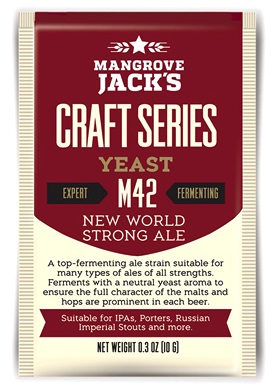 MANGROVE
JACK'S
CRAFT SERIES
YEAST
EXPERT M42 FERMENTING
NEW WORLD
STRONG ALE
A top-fermenting ale strain suitable for
many types of ales of all strengths.
Ferments with a neutral yeast aroma to
ensure the full character of the malts and
hops are prominent in each beer.
Suitable for IPAs, Porters, Russian
Imperial Stouts and more.
NET WEIGHT 0.3 OZ (10 G)